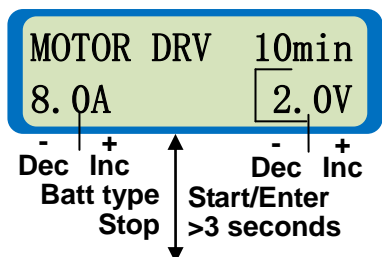 MOTOR DRV 10min
8.0A 2.0V
- + - +
Dec Inc Dec Inc
Batt type Start/Enter
Stop >3 seconds